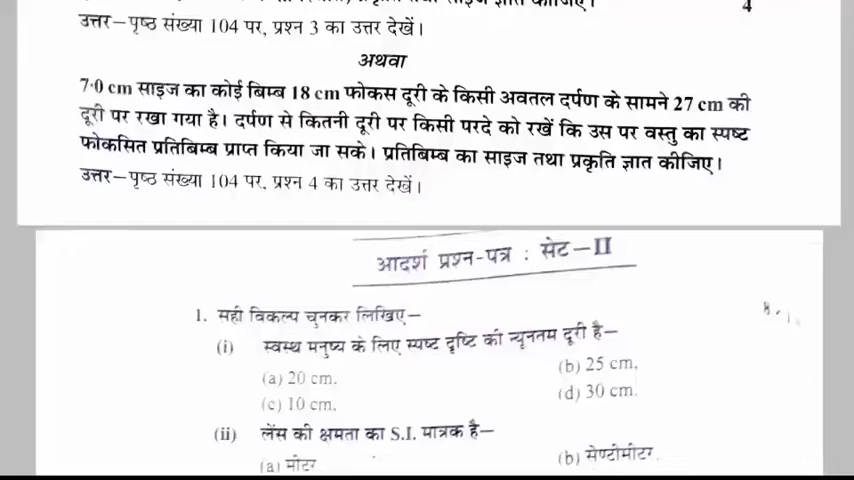 4
उत्तर–पृष्ठ संख्या 104 पर, प्रश्न 3 का उत्तर देखें।
अथवा
7·0 cm साइज का कोई बिम्ब 18 cm फोकस दूरी के किसी अवतल दर्पण के सामने 27 cm की
दूरी पर रखा गया है। दर्पण से कितनी दूरी पर किसी परदे को रखें कि उस पर वस्तु का स्पष्ट
फोकसित प्रतिबिम्ब प्राप्त किया जा सके। प्रतिबिम्ब का साइज तथा प्रकृति ज्ञात कीजिए।
उत्तर–पृष्ठ संख्या 104 पर, प्रश्न 4 का उत्तर देखें।
आदर्श प्रश्न-पत्र : सेट–II
1. सही विकल्प चुनकर लिखिए– 8
(i) स्वस्थ मनुष्य के लिए स्पष्ट दृष्टि की न्यूनतम दूरी है–
(a) 20 cm. (b) 25 cm,
(c) 10 cm, (d) 30 cm.
(ii) लेंस की क्षमता का S.I. मात्रक है–
(a) मीटर (b) सेण्टीमीटर